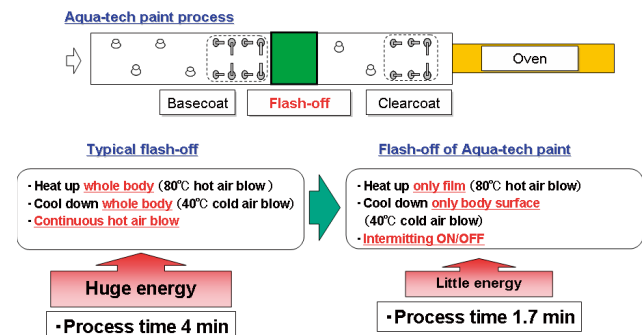 Aqua-tech paint process
Oven
Basecoat
Flash-off
Clearcoat
Typical flash-off
・Heat up whole body (80℃ hot air blow )
・Cool down whole body (40℃ cold air blow)
・Continuous hot air blow
Huge energy
・Process time 4 min
Flash-off of Aqua-tech paint
・Heat up only film (80℃ hot air blow)
・Cool down only body surface
(40℃ cold air blow)
・Intermitting ON/OFF
Little energy
・Process time 1.7 min